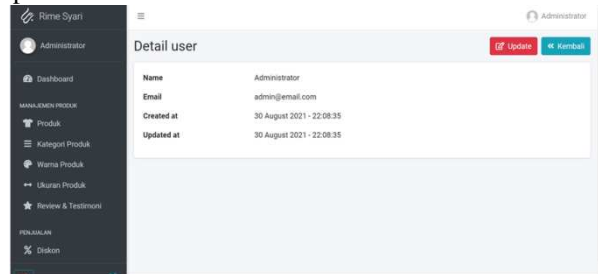 Rime Syari
Administrator
Administrator
Detail user
Update
Kembali
Dashboard
MANAJEMEN PRODUK
Produk
Kategori Produk
Warna Produk
Ukuran Produk
Review & Testimoni
PENJUALAN
Diskon
Name Administrator
Email admin@email.com
Created at 30 August 2021 - 22:08:35
Updated at 30 August 2021 - 22:08:35